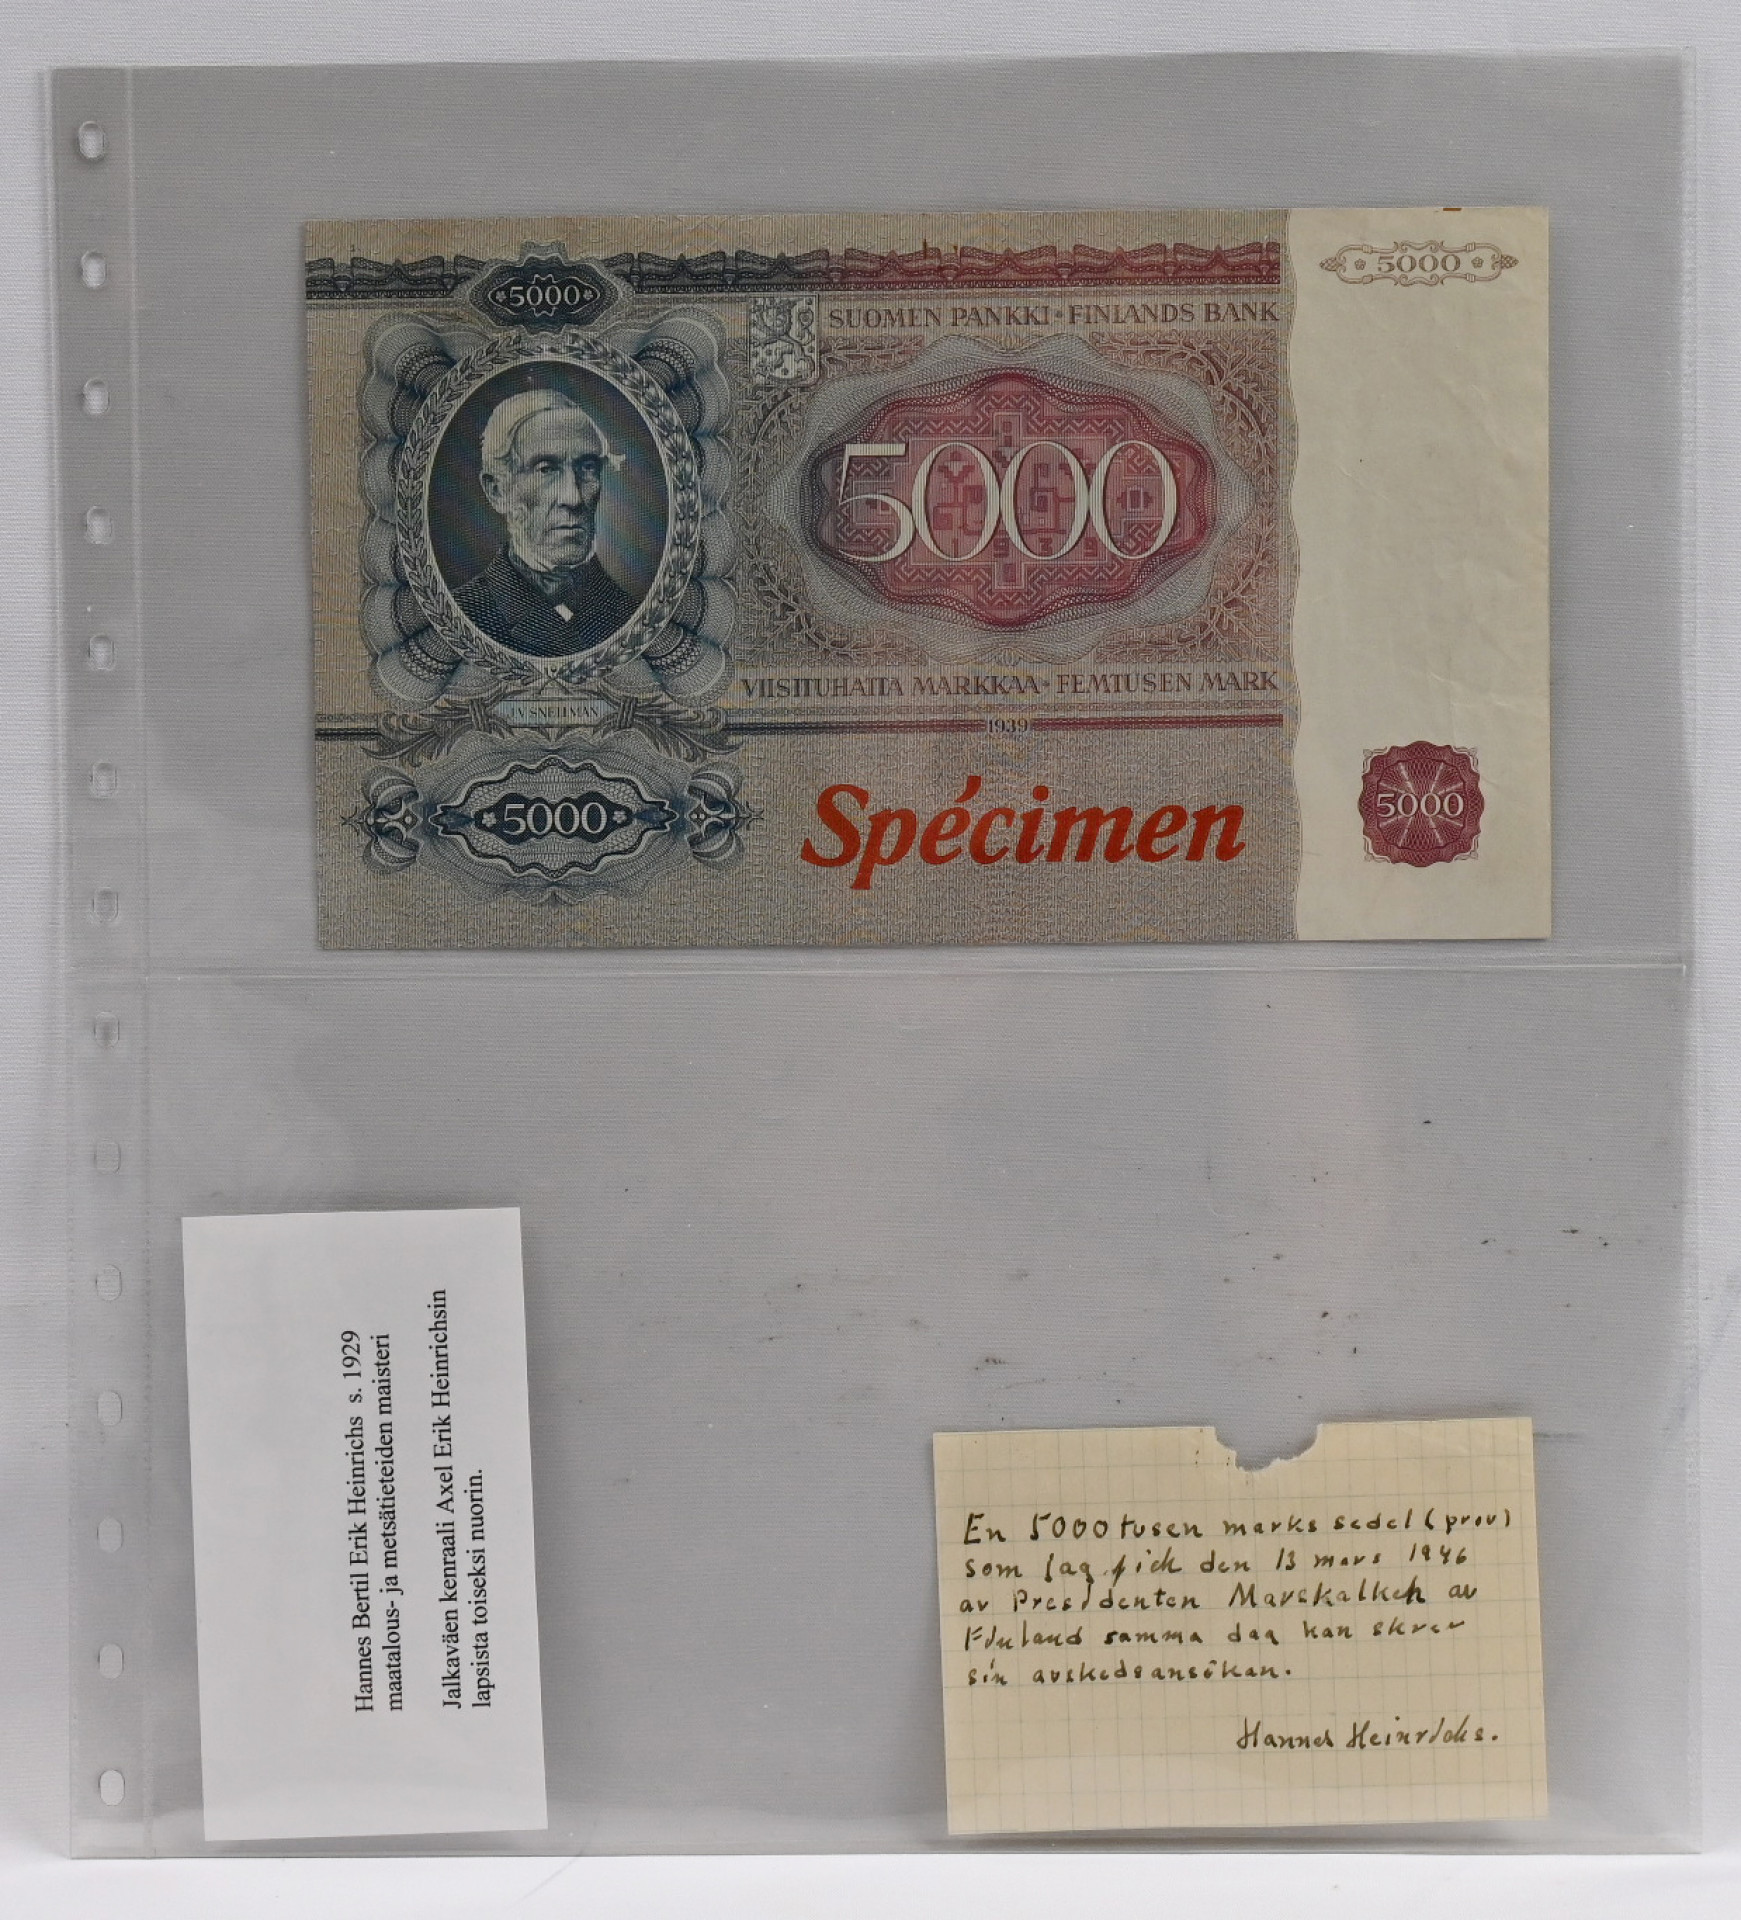 5000
5000
SUOMEN PANKKI · FINLANDS BANK
5000
VIISITUHATTA MARKKAA · FEMTUSEN MARK
J.V. SNELLMAN
1939
5000
Spécimen
5000
Hannes Bertil Erik Heinrichs s. 1929
maatalous- ja metsätieteiden maisteri
Jalkaväen kenraali Axel Erik Heinrichsin
lapsista toiseksi nuorin.
En 5000 tusen marks sedel (prov)
som jag fick den 13 mars 1946
av Presidenten Marskalken av
Finland samma dag han skrev
sin avskedsansökan.
Hannes Heinrichs.